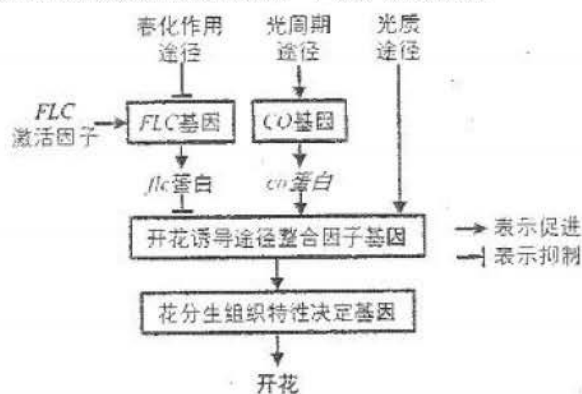 春化作用
途径
光周期
途径
光质
途径
FLC
激活因子
FLC基因
CO基因
flc蛋白
co蛋白
开花诱导途径整合因子基因
表示促进
表示抑制
花分生组织特性决定基因
开花